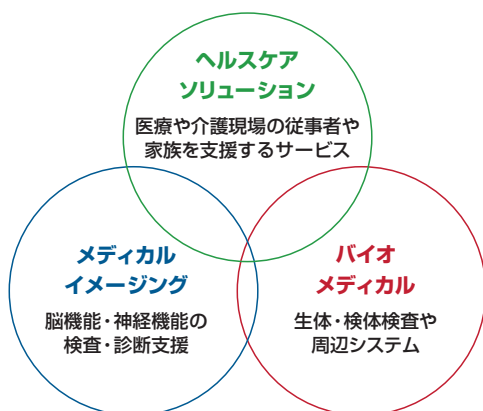 ヘルスケア
ソリューション
医療や介護現場の従事者や
家族を支援するサービス
メディカル
イメージング
脳機能・神経機能の
検査・診断支援
バイオ
メディカル
生体・検体検査や
周辺システム